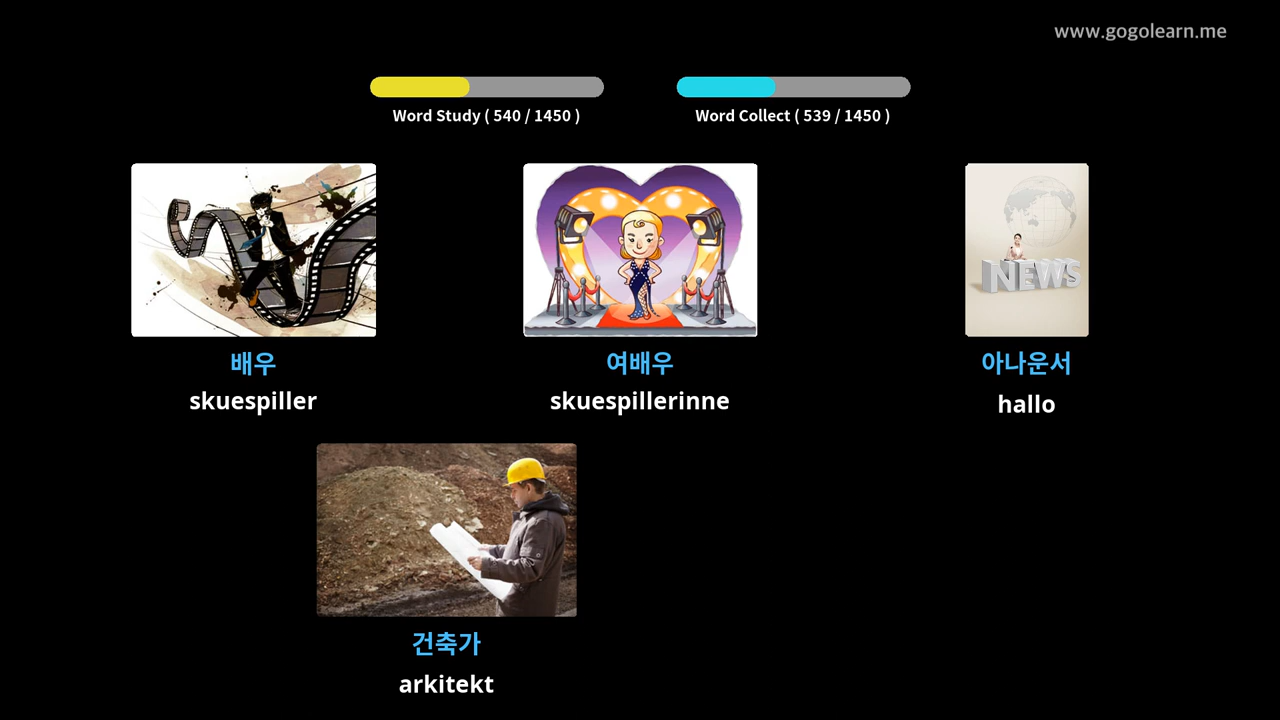 www.gogolearn.me
Word Study ( 540 / 1450 )
Word Collect ( 539 / 1450 )
배우
skuespiller
여배우
skuespillerinne
NEWS
아나운서
hallo
건축가
arkitekt